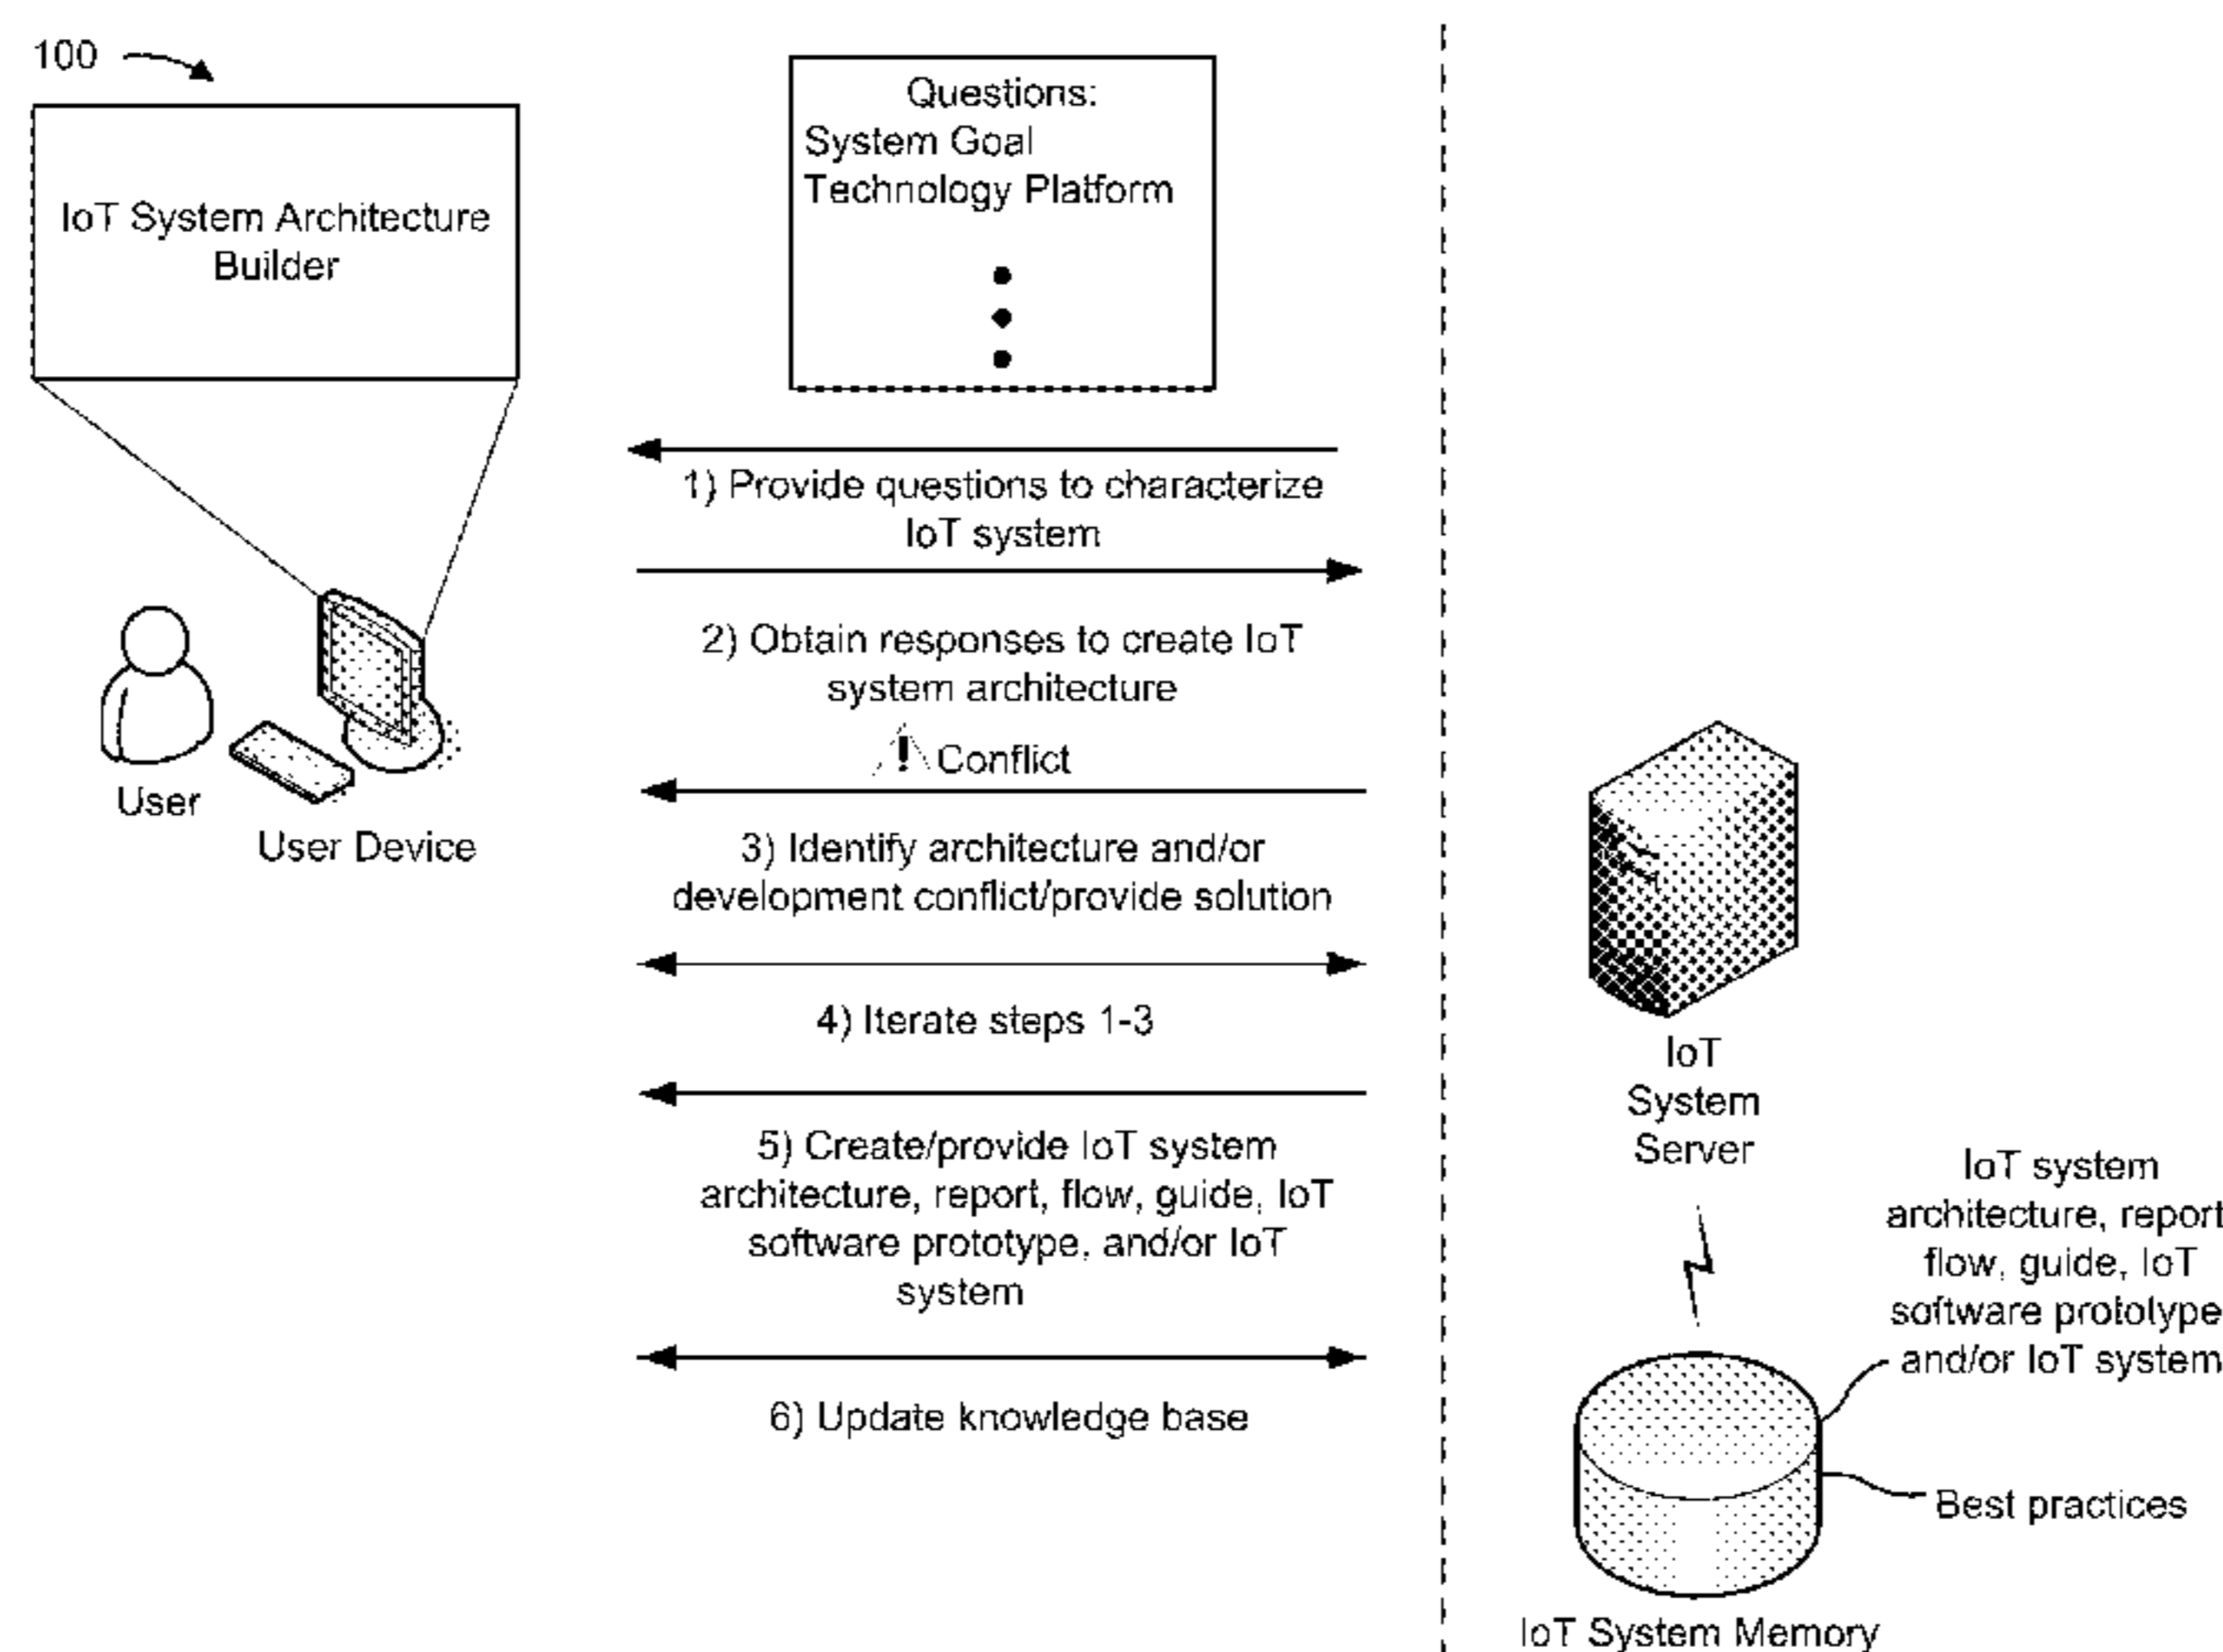 100
IoT System Architecture
Builder
Questions:
System Goal
Technology Platform
1) Provide questions to characterize
IoT system
2) Obtain responses to create IoT
system architecture
! Conflict
3) Identify architecture and/or
development conflict/provide solution
4) Iterate steps 1-3
5) Create/provide IoT system
architecture, report, flow, guide, IoT
software prototype, and/or IoT
system
6) Update knowledge base
User
User Device
IoT
System
Server
IoT system
architecture, report
flow, guide, IoT
software prototype
and/or IoT system
Best practices
IoT System Memory